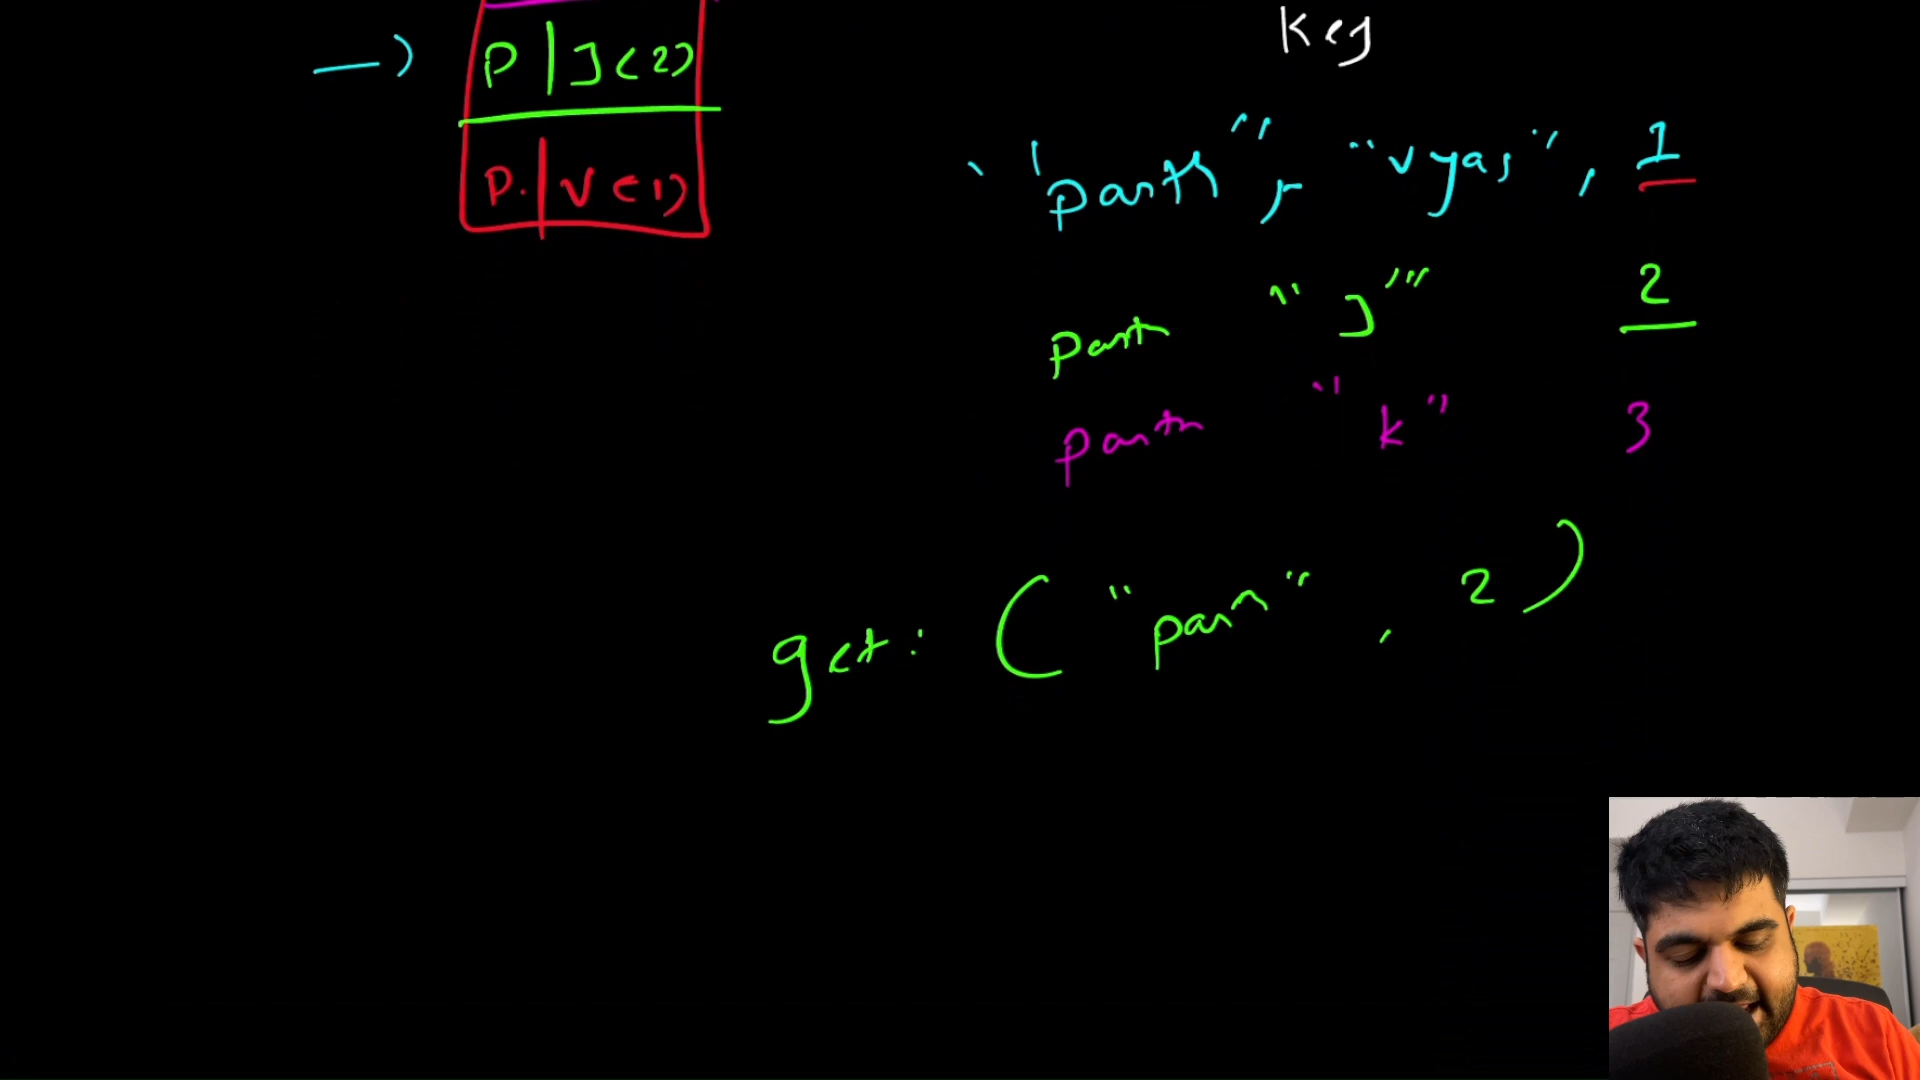 Key
P | J (2)
P. | V (1)
"parth", "vyas", 1
Parth "J" 2
parth "k" 3
get: ("parth", 2)